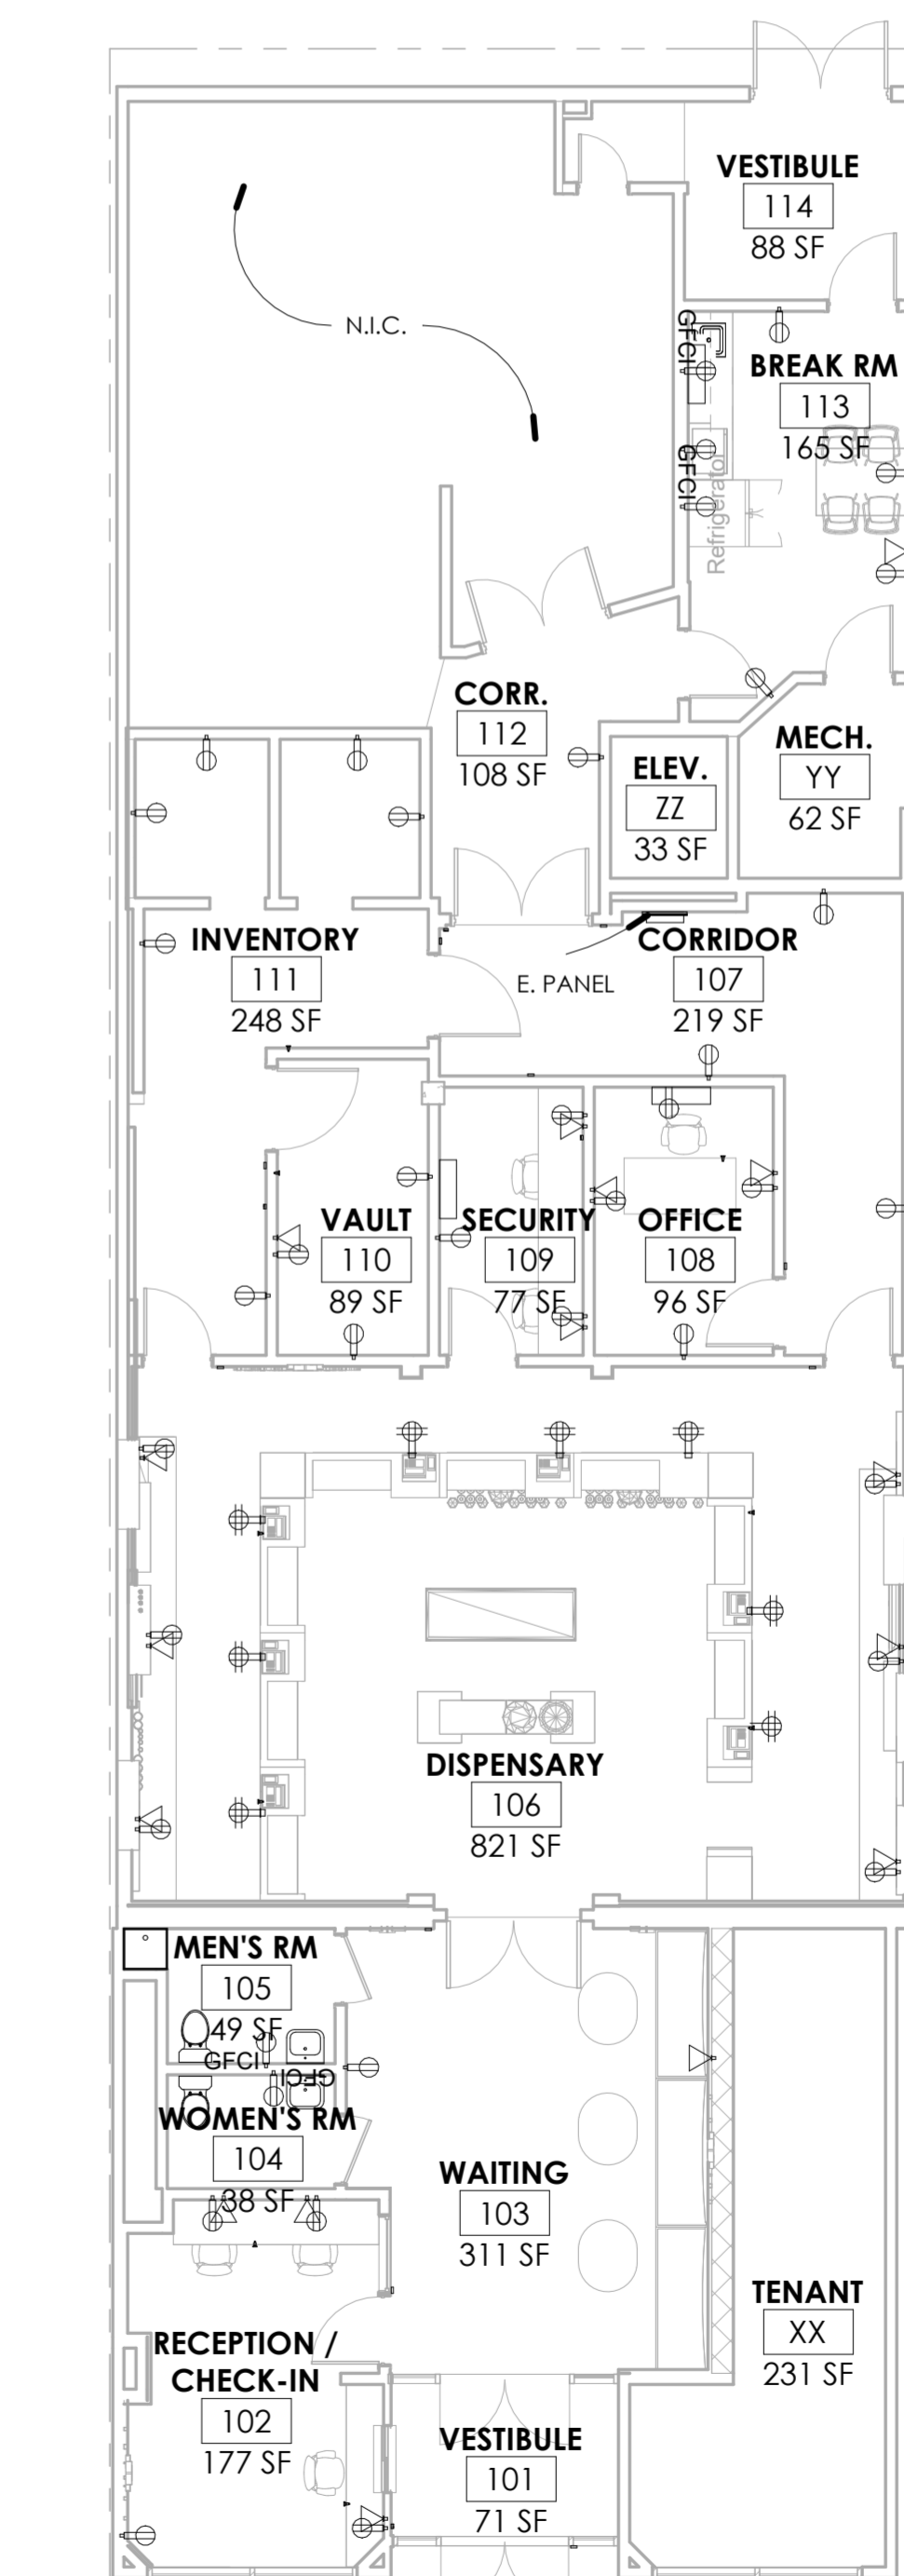 VESTIBULE
114
88 SF
N.I.C.
GFCI
BREAK RM
113
165 SF
GFCI
Refrigerator
CORR.
112
108 SF
ELEV.
ZZ
33 SF
MECH.
YY
62 SF
INVENTORY
111
248 SF
E. PANEL
CORRIDOR
107
219 SF
VAULT
110
89 SF
SECURITY
109
77 SF
OFFICE
108
96 SF
DISPENSARY
106
821 SF
MEN'S RM
105
49 SF
GFCI
GFCI
WOMEN'S RM
104
38 SF
WAITING
103
311 SF
TENANT
XX
231 SF
RECEPTION /
CHECK-IN
102
177 SF
VESTIBULE
101
71 SF